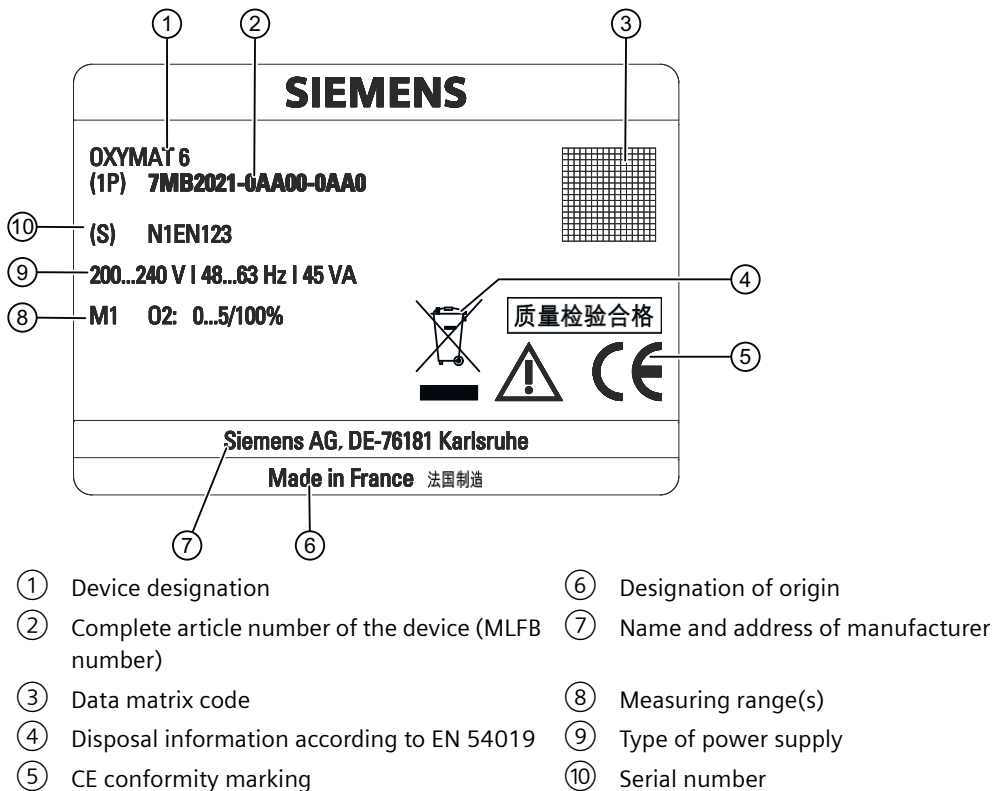 1 2 3
SIEMENS
OXYMAT 6
(1P) 7MB2021-0AA00-0AA0
10 (S) N1EN123
9 200...240 V I 48...63 Hz I 45 VA
4
8 M1 O2: 0...5/100%
质量检验合格
5
CE
Siemens AG, DE-76181 Karlsruhe
Made in France 法国制造
7 6
① Device designation
② Complete article number of the device (MLFB
number)
③ Data matrix code
④ Disposal information according to EN 54019
⑤ CE conformity marking
⑥ Designation of origin
⑦ Name and address of manufacturer
⑧ Measuring range(s)
⑨ Type of power supply
⑩ Serial number